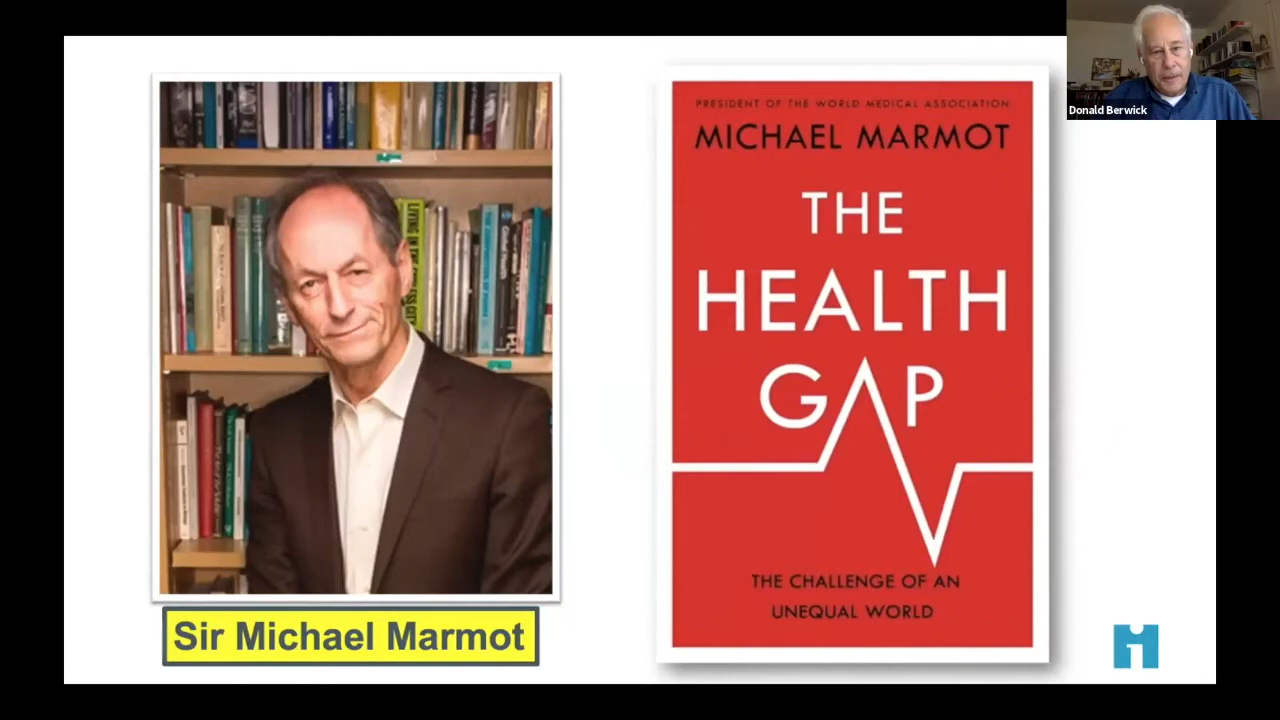 Donald Berwick
PRESIDENT OF THE WORLD MEDICAL ASSOCIATION
MICHAEL MARMOT
THE
HEALTH
GAP
THE CHALLENGE OF AN
UNEQUAL WORLD
Sir Michael Marmot